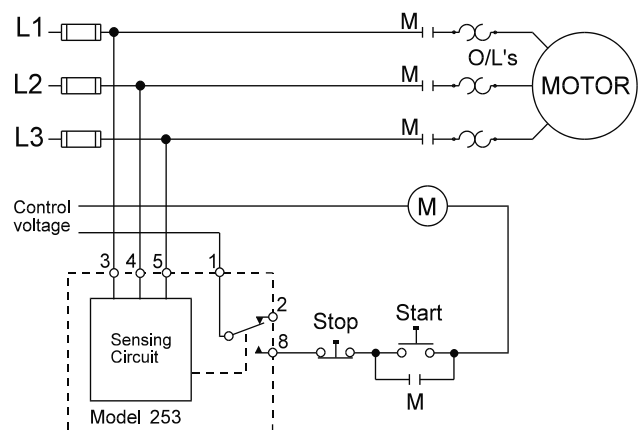 L1
M
O/L's
L2
M
MOTOR
L3
M
Control
voltage
M
3 4 5 1
2
8
Stop
Start
Sensing
Circuit
M
Model 253